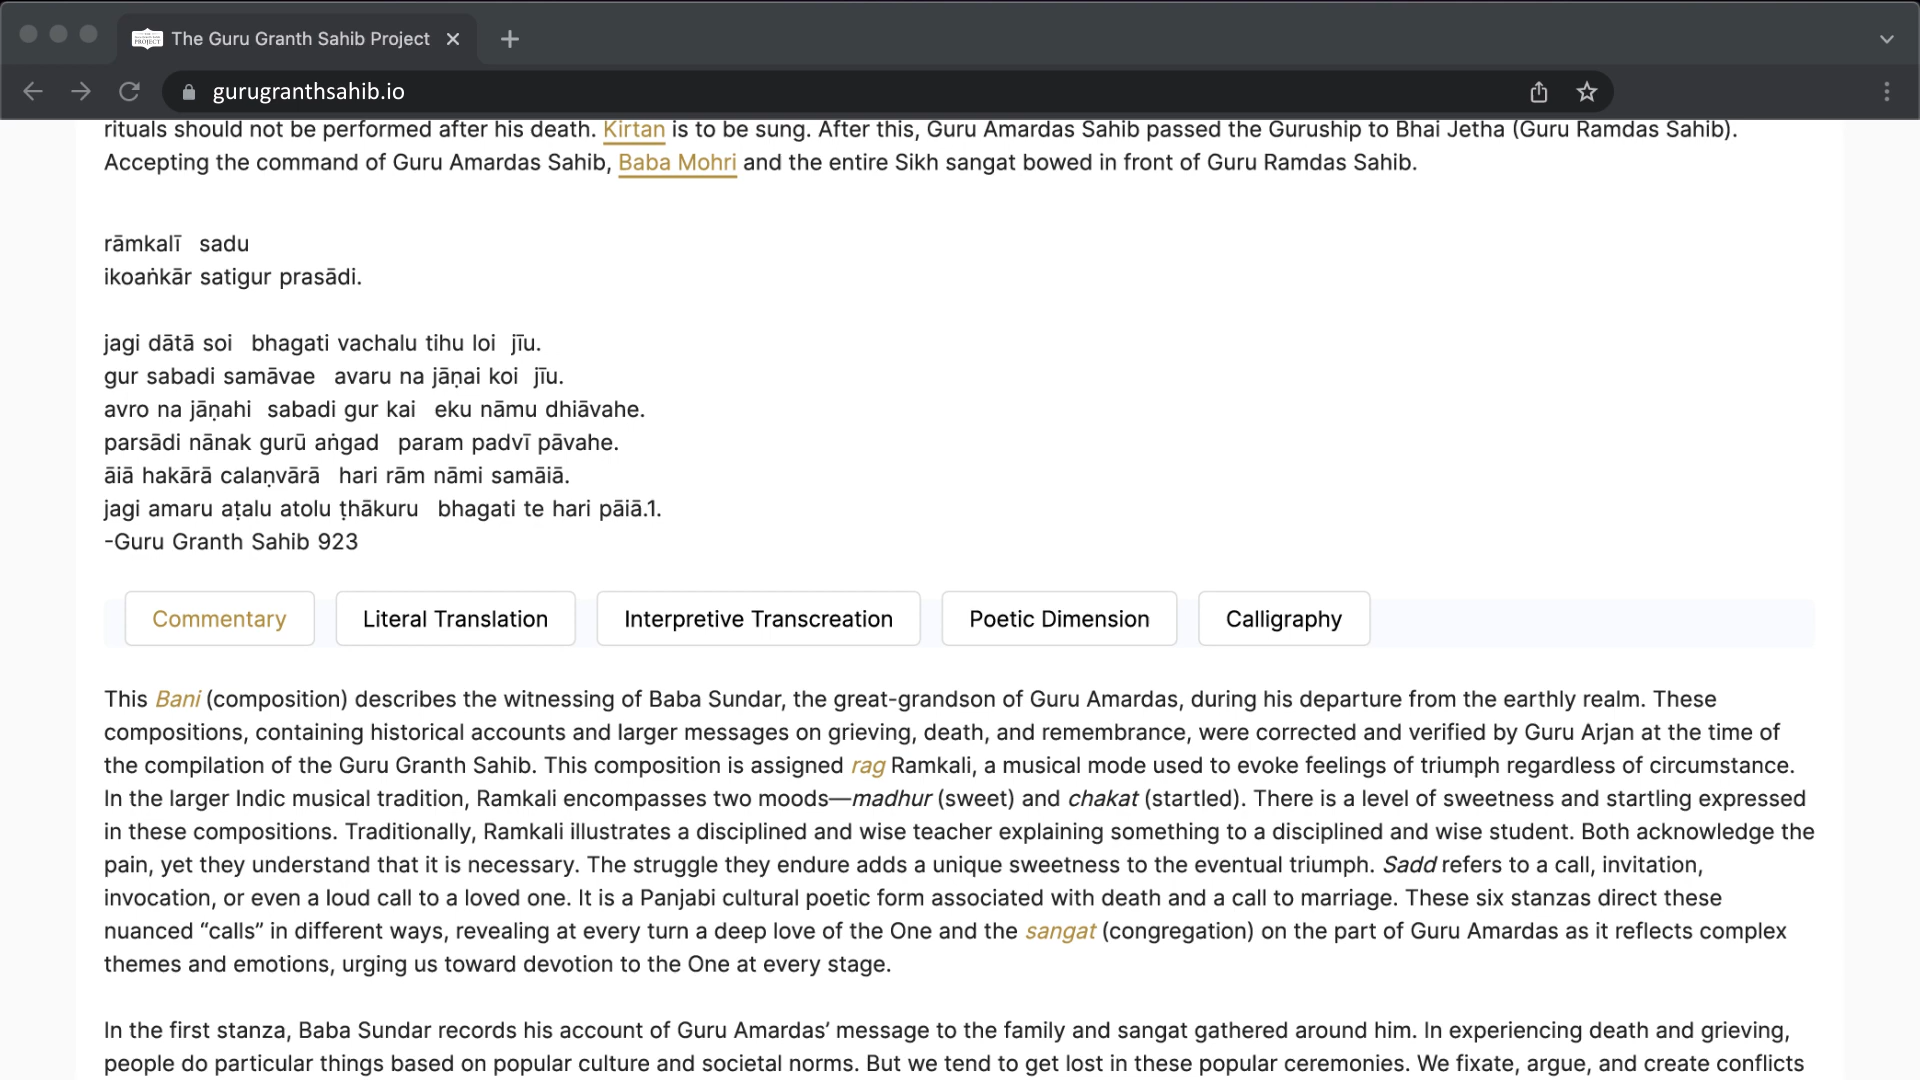 The Guru Granth Sahib Project
gurugranthsahib.io
rituals should not be performed after his death. Kirtan is to be sung. After this, Guru Amardas Sahib passed the Guruship to Bhai Jetha (Guru Ramdas Sahib).
Accepting the command of Guru Amardas Sahib, Baba Mohri and the entire Sikh sangat bowed in front of Guru Ramdas Sahib.
rāmkalī sadu
ikoaṅkār satigur prasādi.
jagi dātā soi bhagati vachalu tihu loi jīu.
gur sabadi samāvae avaru na jāṇai koi jīu.
avro na jāṇahi sabadi gur kai eku nāmu dhiāvahe.
parsādi nānak gurū aṅgad param padvī pāvahe.
āiā hakārā calaṇvārā hari rām nāmi samāiā.
jagi amaru aṭalu atolu ṭhākuru bhagati te hari pāiā.1.
-Guru Granth Sahib 923
Commentary Literal Translation Interpretive Transcreation Poetic Dimension Calligraphy
This Bani (composition) describes the witnessing of Baba Sundar, the great-grandson of Guru Amardas, during his departure from the earthly realm. These
compositions, containing historical accounts and larger messages on grieving, death, and remembrance, were corrected and verified by Guru Arjan at the time of
the compilation of the Guru Granth Sahib. This composition is assigned rag Ramkali, a musical mode used to evoke feelings of triumph regardless of circumstance.
In the larger Indic musical tradition, Ramkali encompasses two moods—madhur (sweet) and chakat (startled). There is a level of sweetness and startling expressed
in these compositions. Traditionally, Ramkali illustrates a disciplined and wise teacher explaining something to a disciplined and wise student. Both acknowledge the
pain, yet they understand that it is necessary. The struggle they endure adds a unique sweetness to the eventual triumph. Sadd refers to a call, invitation,
invocation, or even a loud call to a loved one. It is a Panjabi cultural poetic form associated with death and a call to marriage. These six stanzas direct these
nuanced “calls” in different ways, revealing at every turn a deep love of the One and the sangat (congregation) on the part of Guru Amardas as it reflects complex
themes and emotions, urging us toward devotion to the One at every stage.
In the first stanza, Baba Sundar records his account of Guru Amardas’ message to the family and sangat gathered around him. In experiencing death and grieving,
people do particular things based on popular culture and societal norms. But we tend to get lost in these popular ceremonies. We fixate, argue, and create conflicts